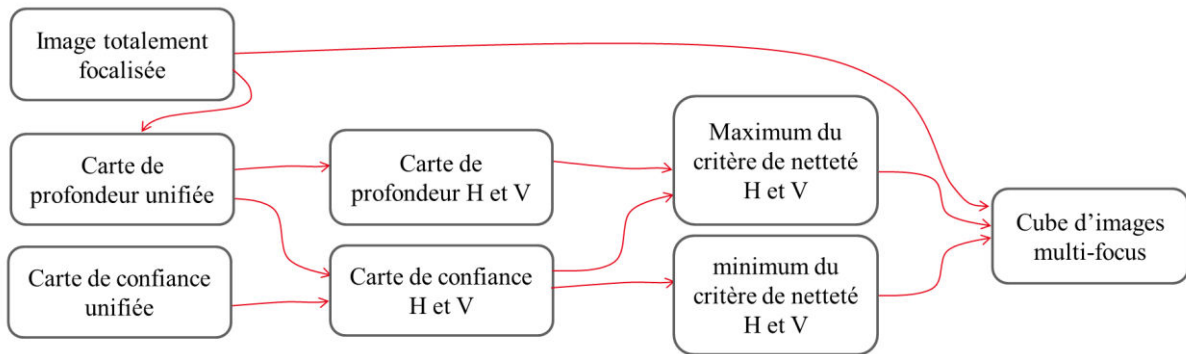 Image totalement
focalisée
Carte de
profondeur unifiée
Carte de confiance
unifiée
Carte de
profondeur H et V
Carte de confiance
H et V
Maximum du
critère de netteté
H et V
minimum du
critère de netteté
H et V
Cube d’images
multi-focus